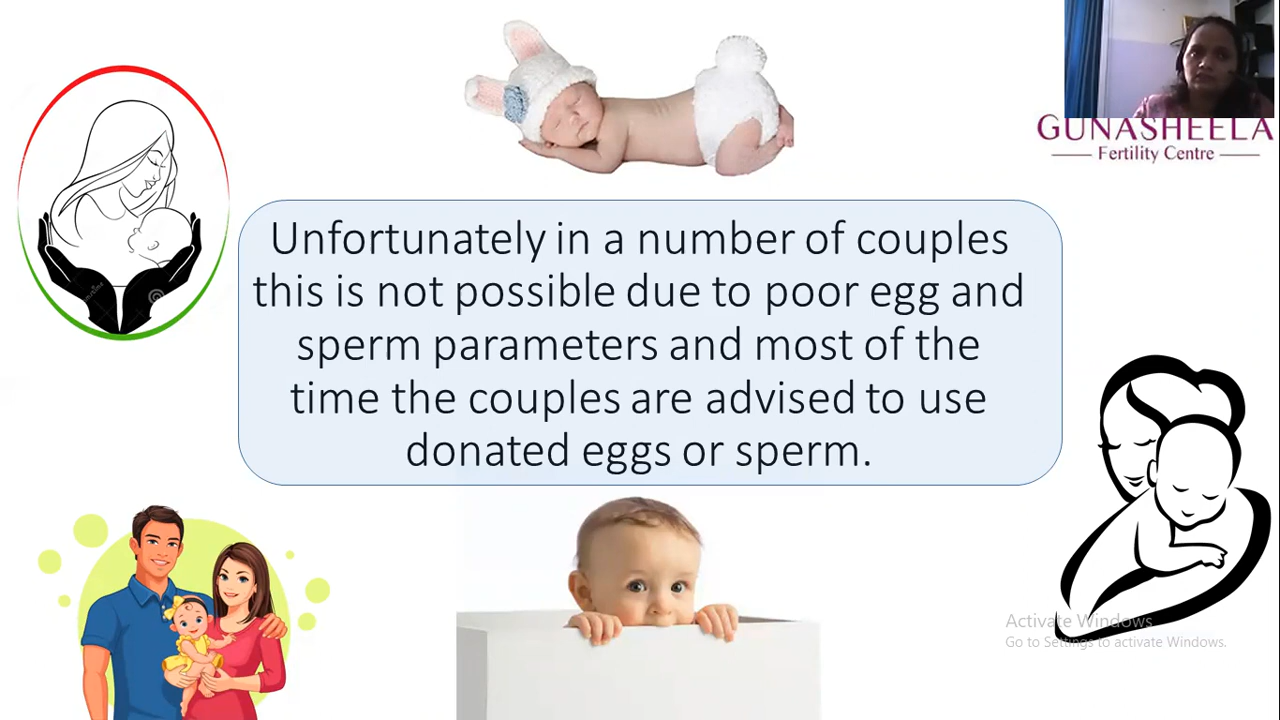 GUNASHEELA
Fertility Centre
Unfortunately in a number of couples
this is not possible due to poor egg and
sperm parameters and most of the
time the couples are advised to use
donated eggs or sperm.
Activate Windows
Go to Settings to activate Windows.